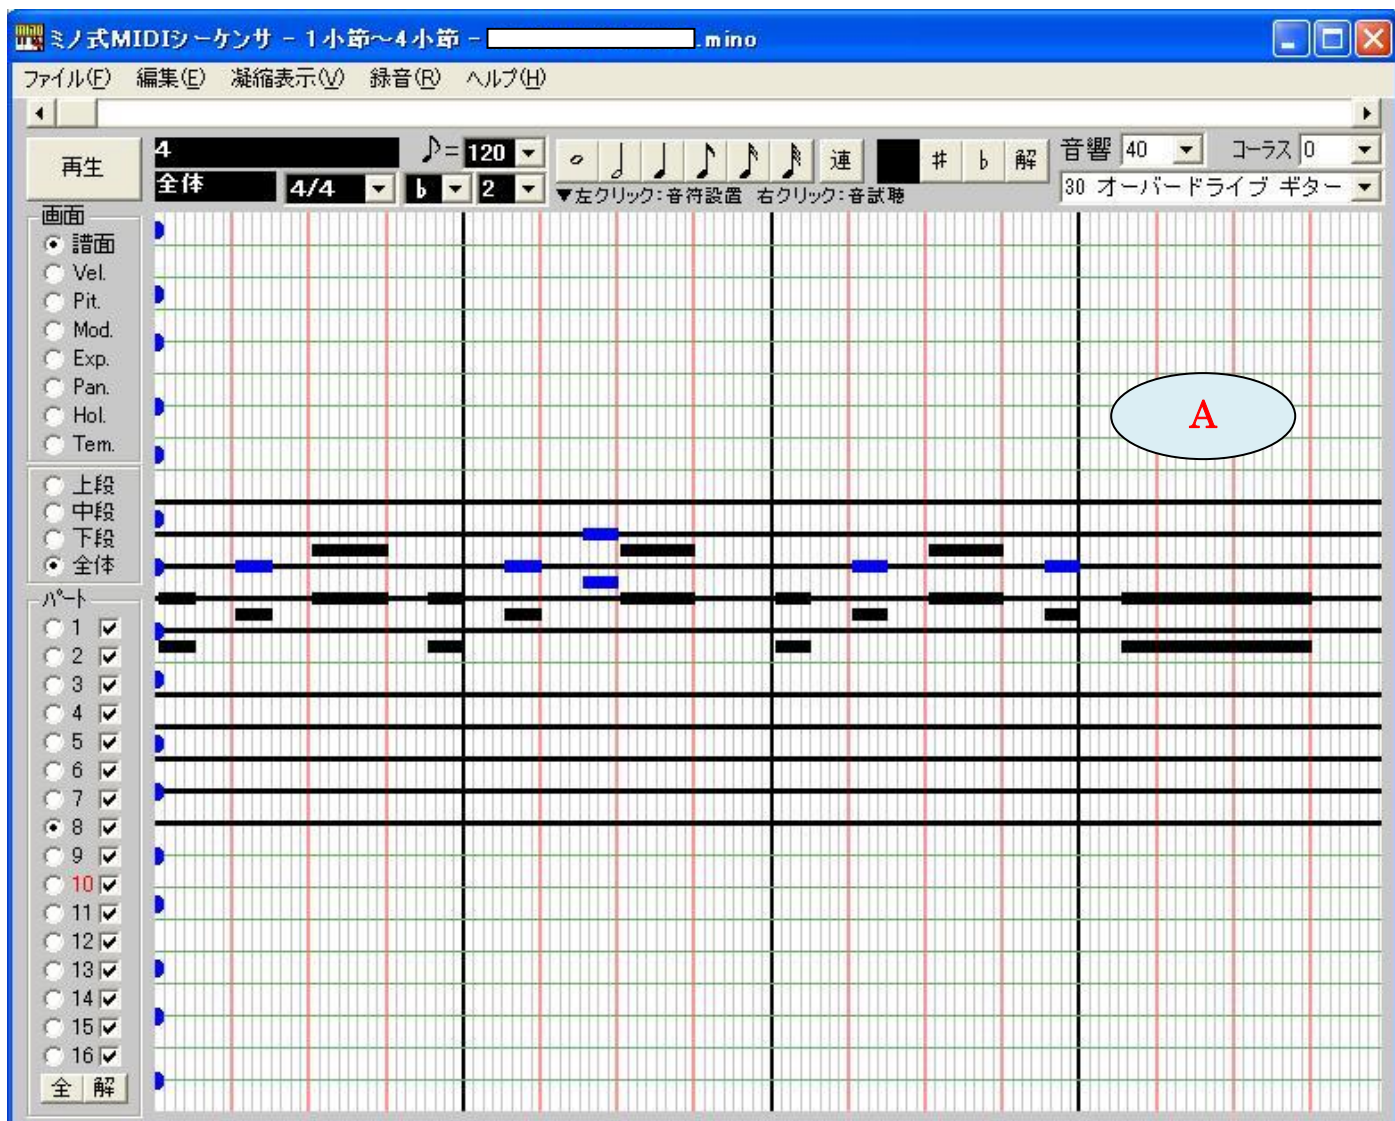 ミノ式MIDIシーケンサ - 1小節～4小節 - .mino
ファイル(F) 編集(E) 凝縮表示(V) 録音(R) ヘルプ(H)
再生
4
♪= 120
全体
4/4
♭
2
連
♯
♭
解
▼左クリック:音符設置 右クリック:音試聴
音響 40
コーラス 0
30 オーバードライブ ギター
画面
譜面
Vel.
Pit.
Mod.
Exp.
Pan.
Hol.
Tem.
上段
中段
下段
全体
パート
1
2
3
4
5
6
7
8
9
10
11
12
13
14
15
16
全 解
A